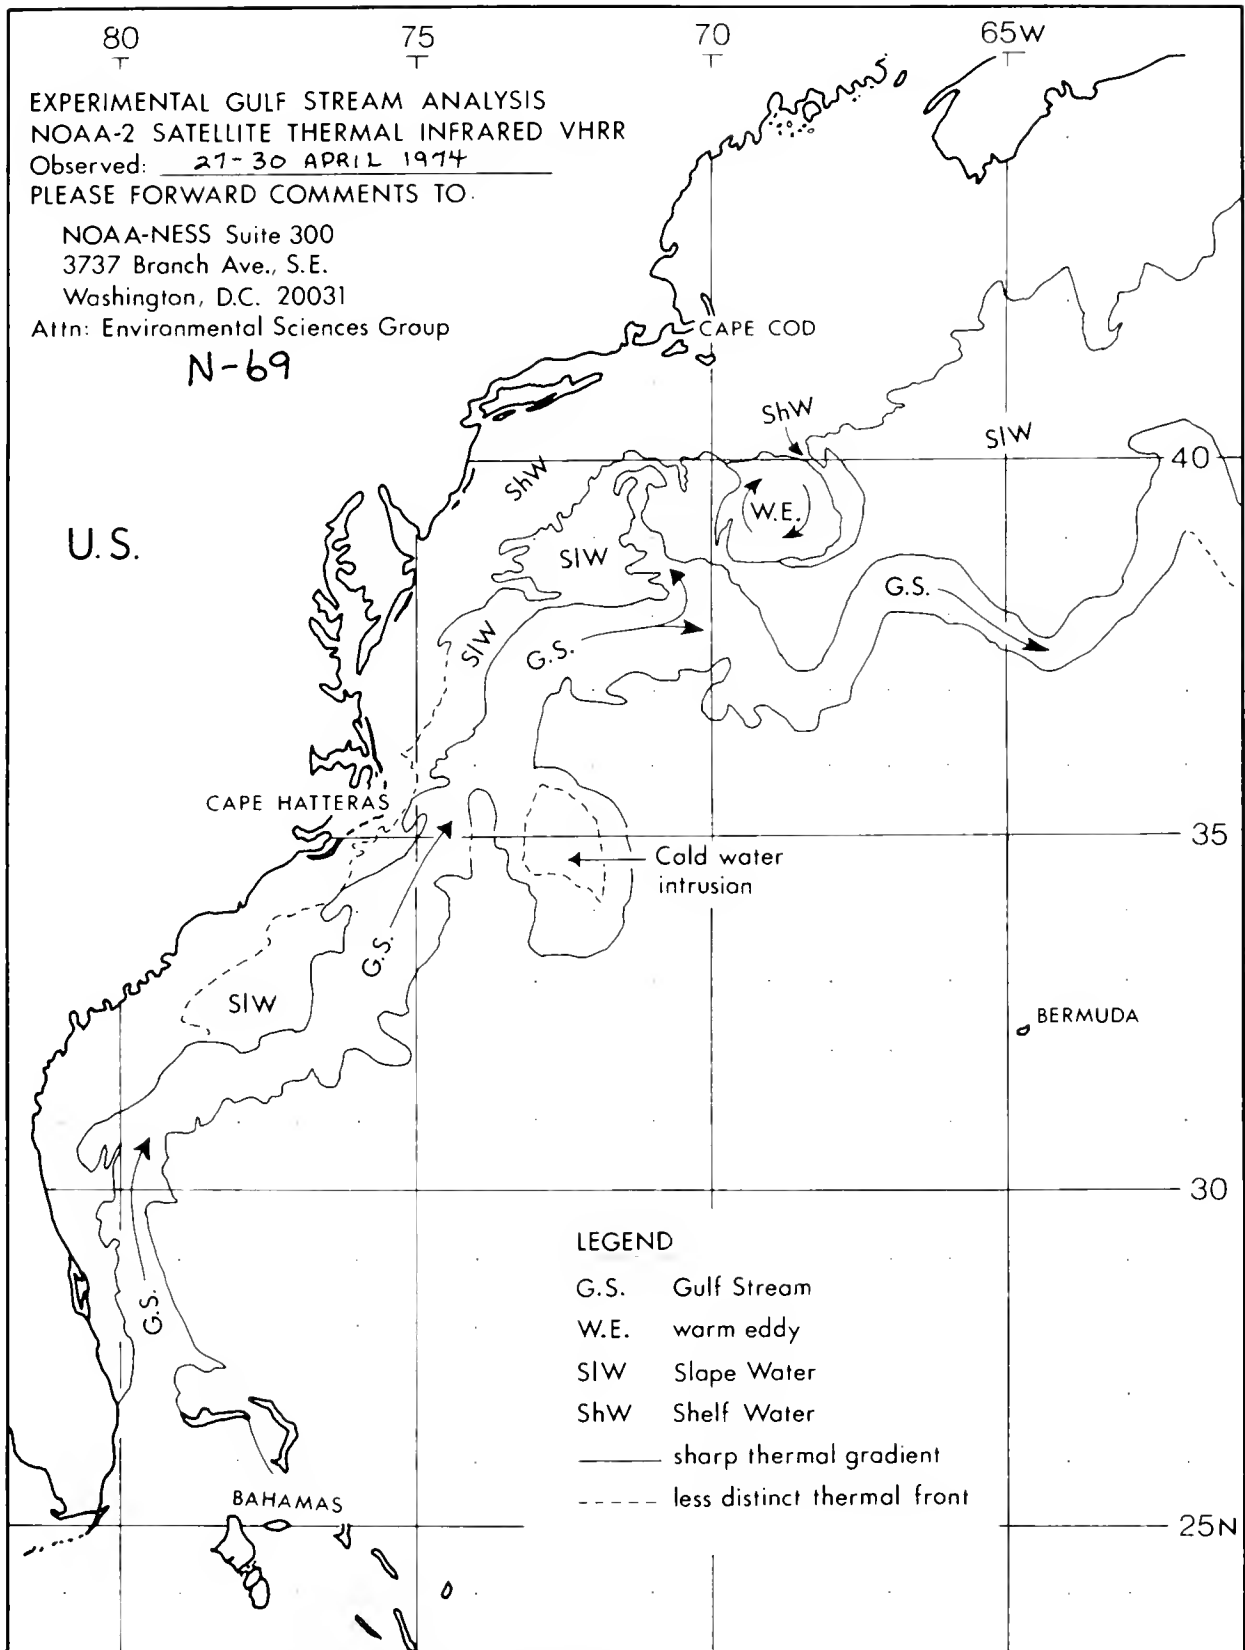 80 75 70 65W
EXPERIMENTAL GULF STREAM ANALYSIS
NOAA-2 SATELLITE THERMAL INFRARED VHRR
Observed: 27-30 APRIL 1974
PLEASE FORWARD COMMENTS TO:
NOAA-NESS Suite 300
3737 Branch Ave., S.E.
Washington, D.C. 20031
Attn: Environmental Sciences Group
N-69
CAPE COD
ShW
SlW
40
ShW
W.E.
U.S.
SlW
G.S.
SlW
G.S.
CAPE HATTERAS
35
Cold water
intrusion
G.S.
SlW
BERMUDA
30
G.S.
LEGEND
G.S. Gulf Stream
W.E. warm eddy
SlW Slope Water
ShW Shelf Water
sharp thermal gradient
less distinct thermal front
BAHAMAS
25N